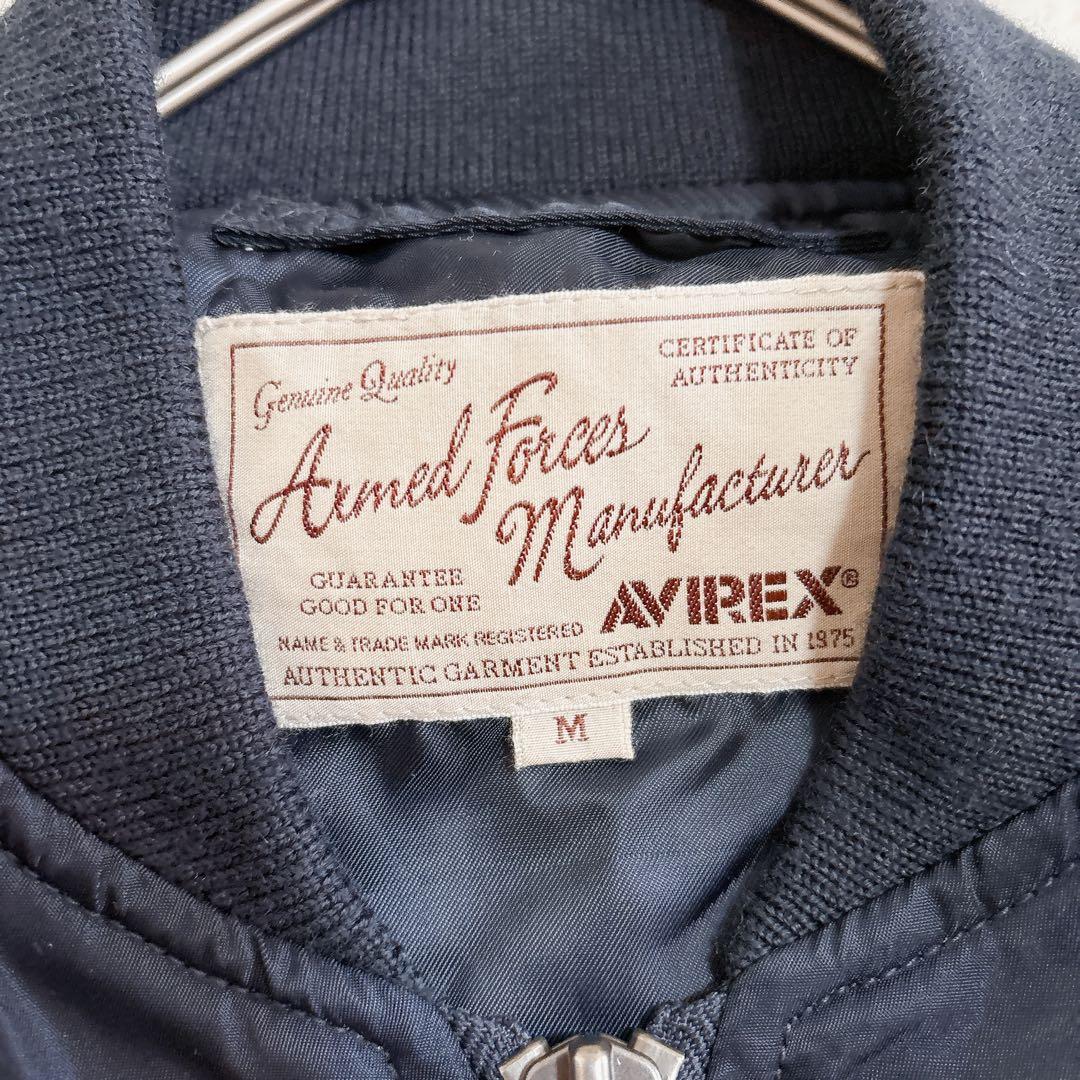 Genuine Quality
CERTIFICATE OF
AUTHENTICITY
Armed Forces
Manufacturer
GUARANTEE
GOOD FOR ONE
AVIREX®
NAME & TRADE MARK REGISTERED
AUTHENTIC GARMENT ESTABLISHED IN 1975
M